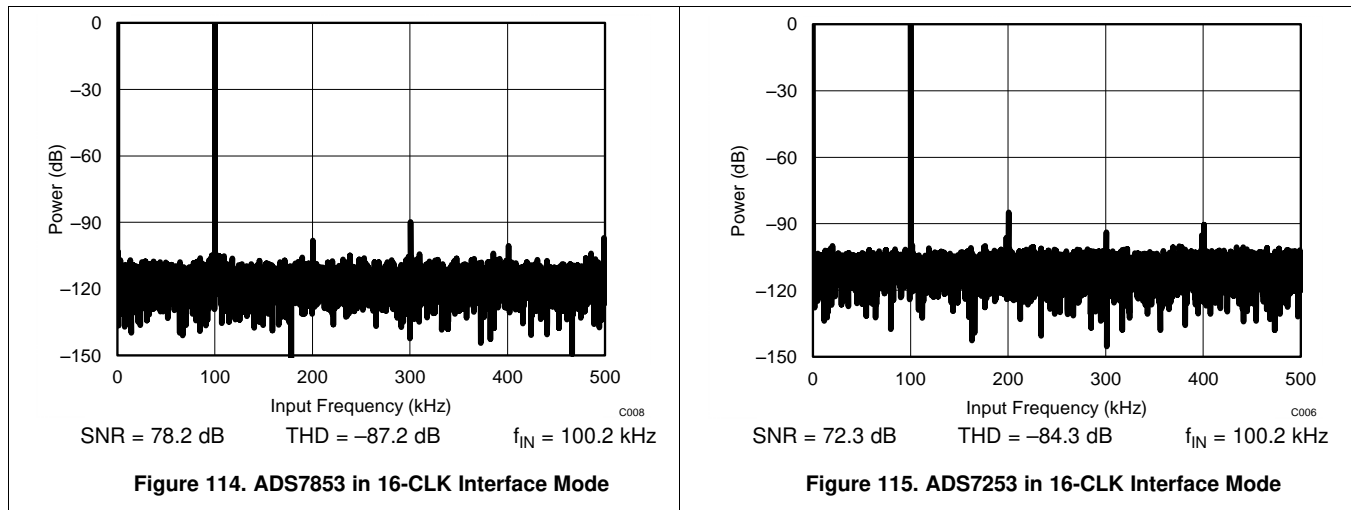 0
–30
–60
–90
–120
–150
Power (dB)
0 100 200 300 400 500
Input Frequency (kHz)
C008
SNR = 78.2 dB THD = –87.2 dB fIN = 100.2 kHz
Figure 114. ADS7853 in 16-CLK Interface Mode
0
–30
–60
–90
–120
–150
Power (dB)
0 100 200 300 400 500
Input Frequency (kHz)
C006
SNR = 72.3 dB THD = –84.3 dB fIN = 100.2 kHz
Figure 115. ADS7253 in 16-CLK Interface Mode